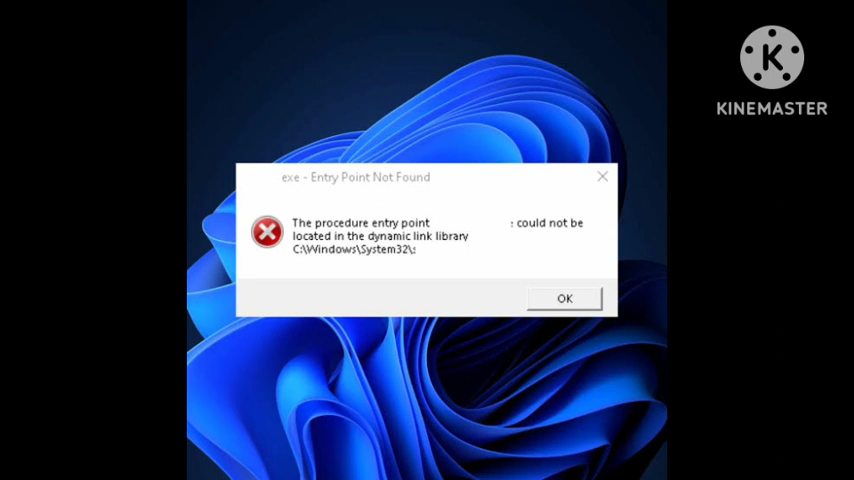 KINEMASTER
exe - Entry Point Not Found
The procedure entry point : could not be
located in the dynamic link library
C:\Windows\System32\:
OK